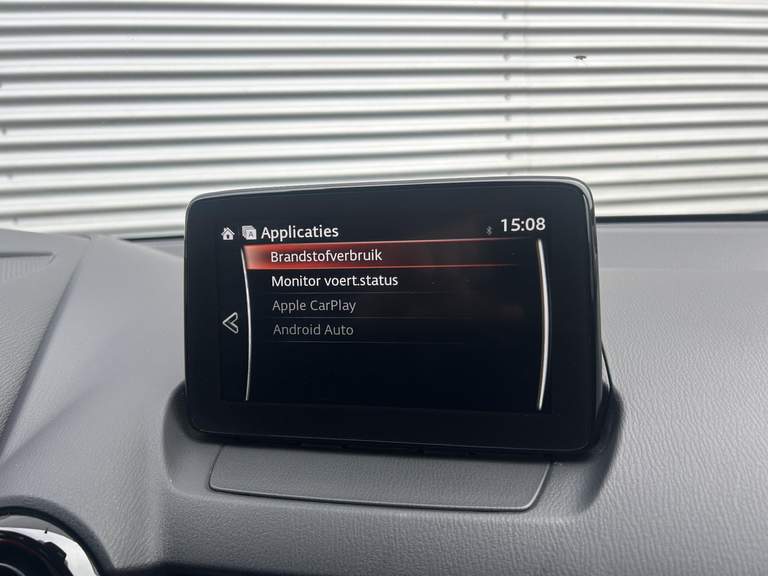 Applicaties 15:08
Brandstofverbruik
Monitor voert.status
Apple CarPlay
Android Auto